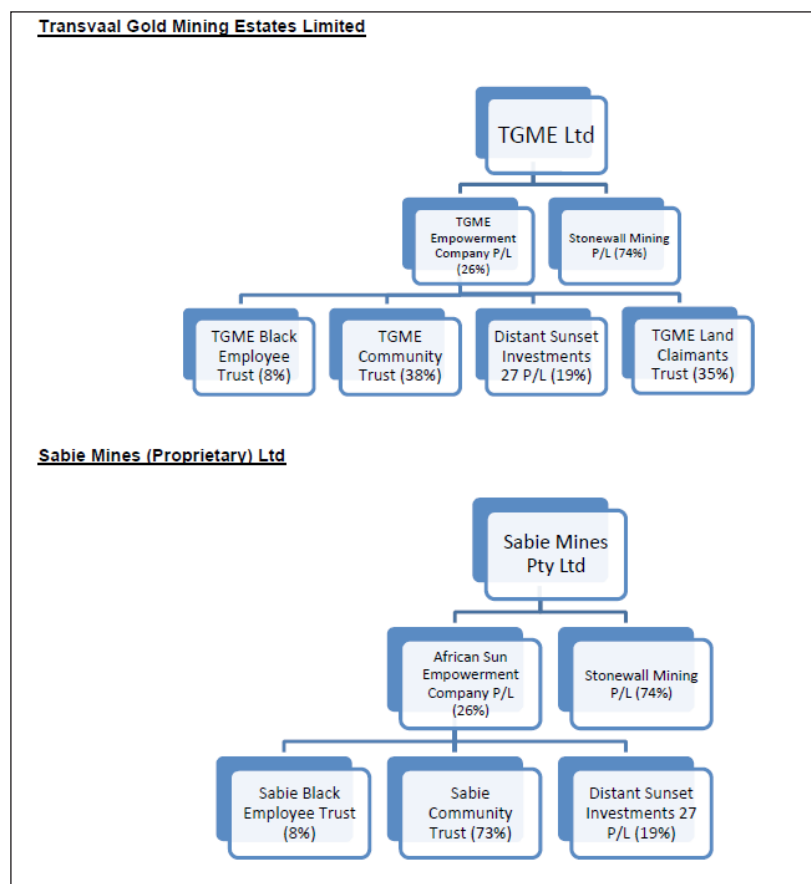 Transvaal Gold Mining Estates Limited
TGME Ltd
TGME
Empowerment
Company P/L
(26%)
Stonewall Mining
P/L (74%)
TGME Black
Employee
Trust (8%)
TGME
Community
Trust (38%)
Distant Sunset
Investments
27 P/L (19%)
TGME Land
Claimants
Trust (35%)
Sabie Mines (Proprietary) Ltd
Sabie Mines
Pty Ltd
African Sun
Empowerment
Company P/L
(26%)
Stonewall Mining
P/L (74%)
Sabie Black
Employee Trust
(8%)
Sabie
Community
Trust (73%)
Distant Sunset
Investments 27
P/L (19%)